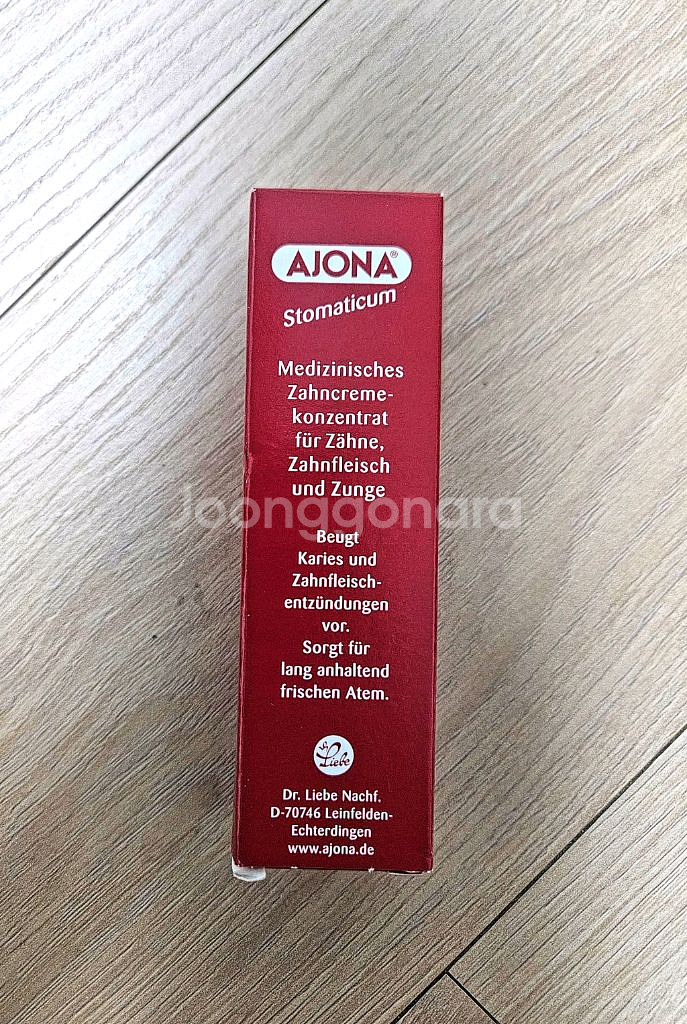 AJONA®
Stomaticum
Medizinisches
Zahncreme-
konzentrat
für Zähne,
Zahnfleisch
und Zunge
Joonggonara
Beugt
Karies und
Zahnfleisch-
entzündungen
vor.
Sorgt für
lang anhaltend
frischen Atem.
Liebe
Dr. Liebe Nachf.
D-70746 Leinfelden-
Echterdingen
www.ajona.de